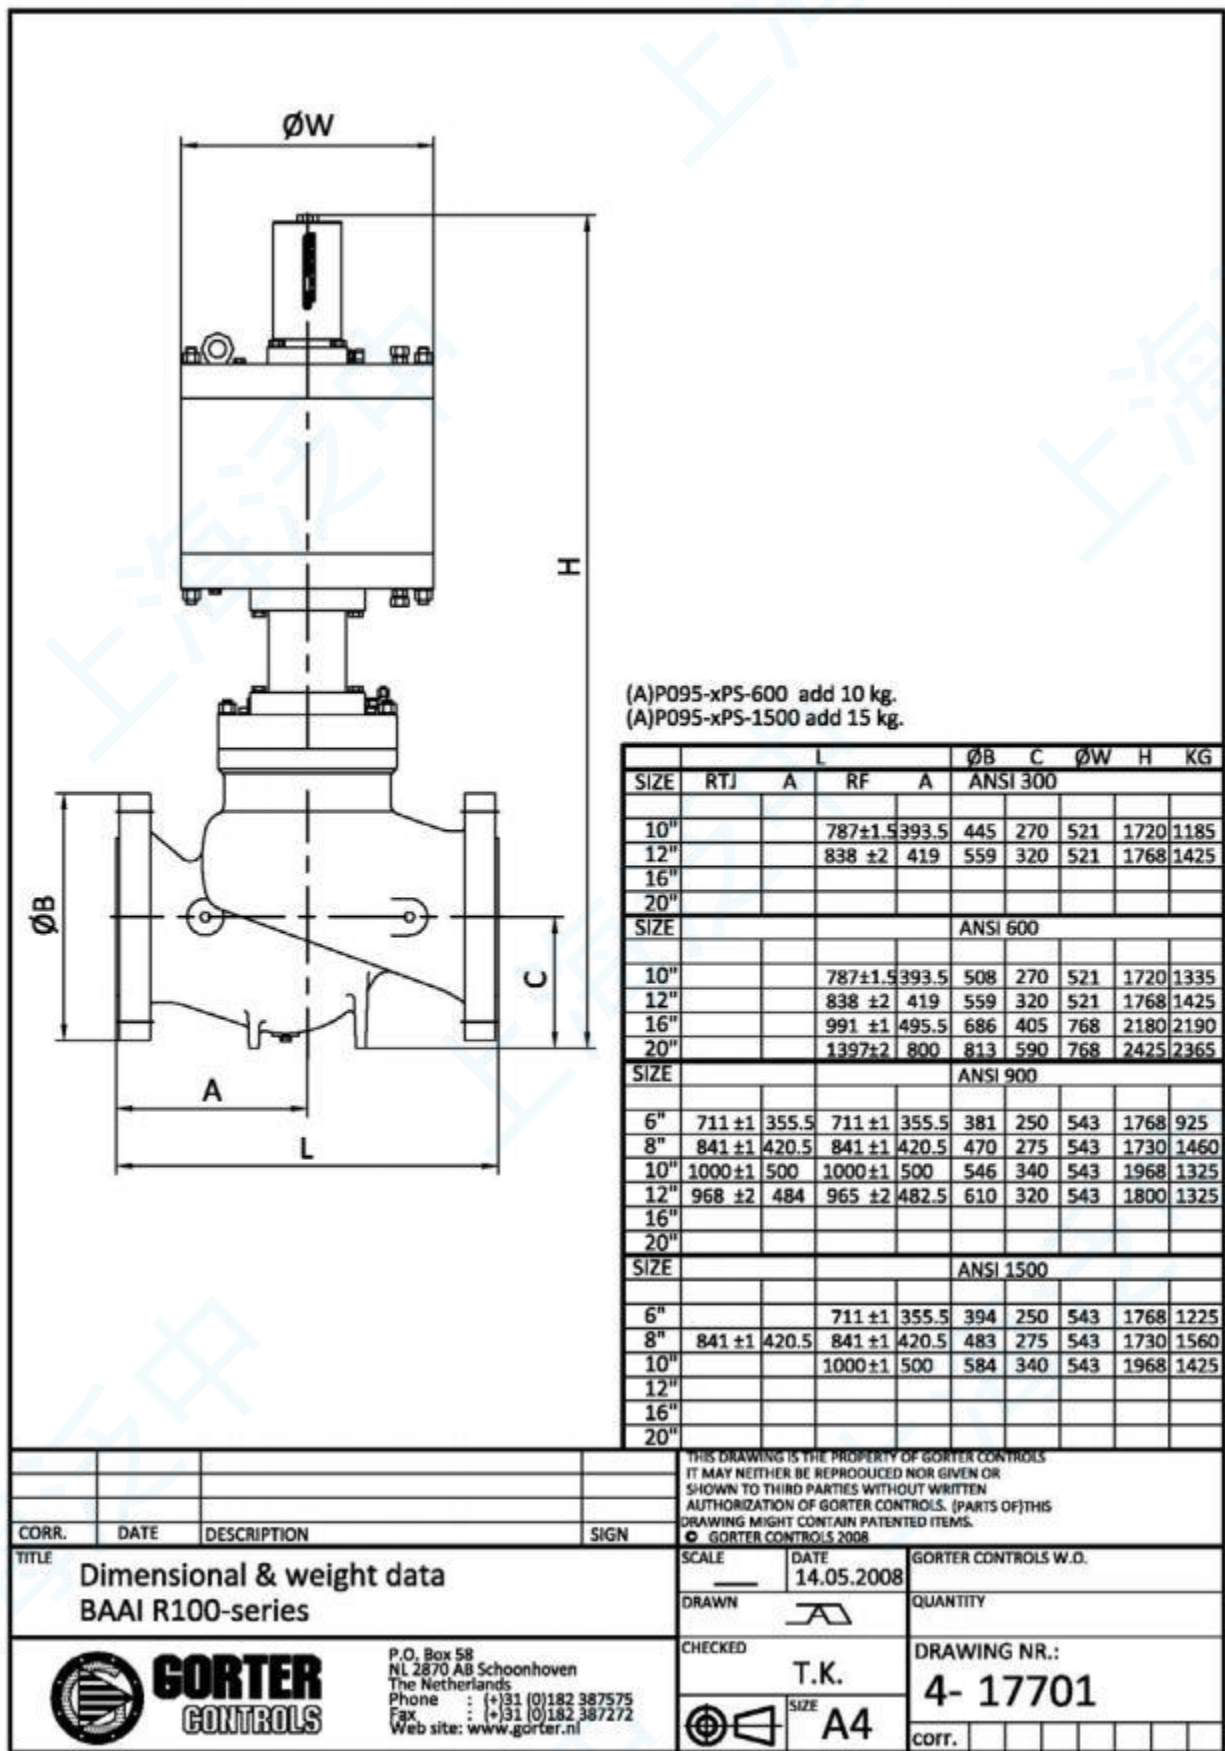 ØW
H
ØB
C
A
L
(A)P095-xPS-600 add 10 kg.
(A)P095-xPS-1500 add 15 kg.
L ØB C ØW H KG
SIZE RTJ A RF A ANSI 300
10" 787±1.5 393.5 445 270 521 1720 1185
12" 838 ±2 419 559 320 521 1768 1425
16"
20"
SIZE ANSI 600
10" 787±1.5 393.5 508 270 521 1720 1335
12" 838 ±2 419 559 320 521 1768 1425
16" 991 ±1 495.5 686 405 768 2180 2190
20" 1397±2 800 813 590 768 2425 2365
SIZE ANSI 900
6" 711 ±1 355.5 711 ±1 355.5 381 250 543 1768 925
8" 841 ±1 420.5 841 ±1 420.5 470 275 543 1730 1460
10" 1000±1 500 1000±1 500 546 340 543 1968 1325
12" 968 ±2 484 965 ±2 482.5 610 320 543 1800 1325
16"
20"
SIZE ANSI 1500
6" 711 ±1 355.5 394 250 543 1768 1225
8" 841 ±1 420.5 841 ±1 420.5 483 275 543 1730 1560
10" 1000±1 500 584 340 543 1968 1425
12"
16"
20"
THIS DRAWING IS THE PROPERTY OF GORTER CONTROLS
IT MAY NEITHER BE REPRODUCED NOR GIVEN OR
SHOWN TO THIRD PARTIES WITHOUT WRITTEN
AUTHORIZATION OF GORTER CONTROLS. (PARTS OF)THIS
DRAWING MIGHT CONTAIN PATENTED ITEMS.
© GORTER CONTROLS 2008
CORR. DATE DESCRIPTION SIGN
TITLE
Dimensional & weight data
BAAI R100-series
SCALE
DATE
14.05.2008
GORTER CONTROLS W.O.
DRAWN
QUANTITY
CHECKED
T.K.
DRAWING NR.:
4- 17701
SIZE
A4
corr.
GORTER
CONTROLS
P.O. Box 58
NL 2870 AB Schoonhoven
The Netherlands
Phone : (+)31 (0)182 387575
Fax : (+)31 (0)182 387272
Web site: www.gorter.nl
上海泛中
上海泛中
上海泛中